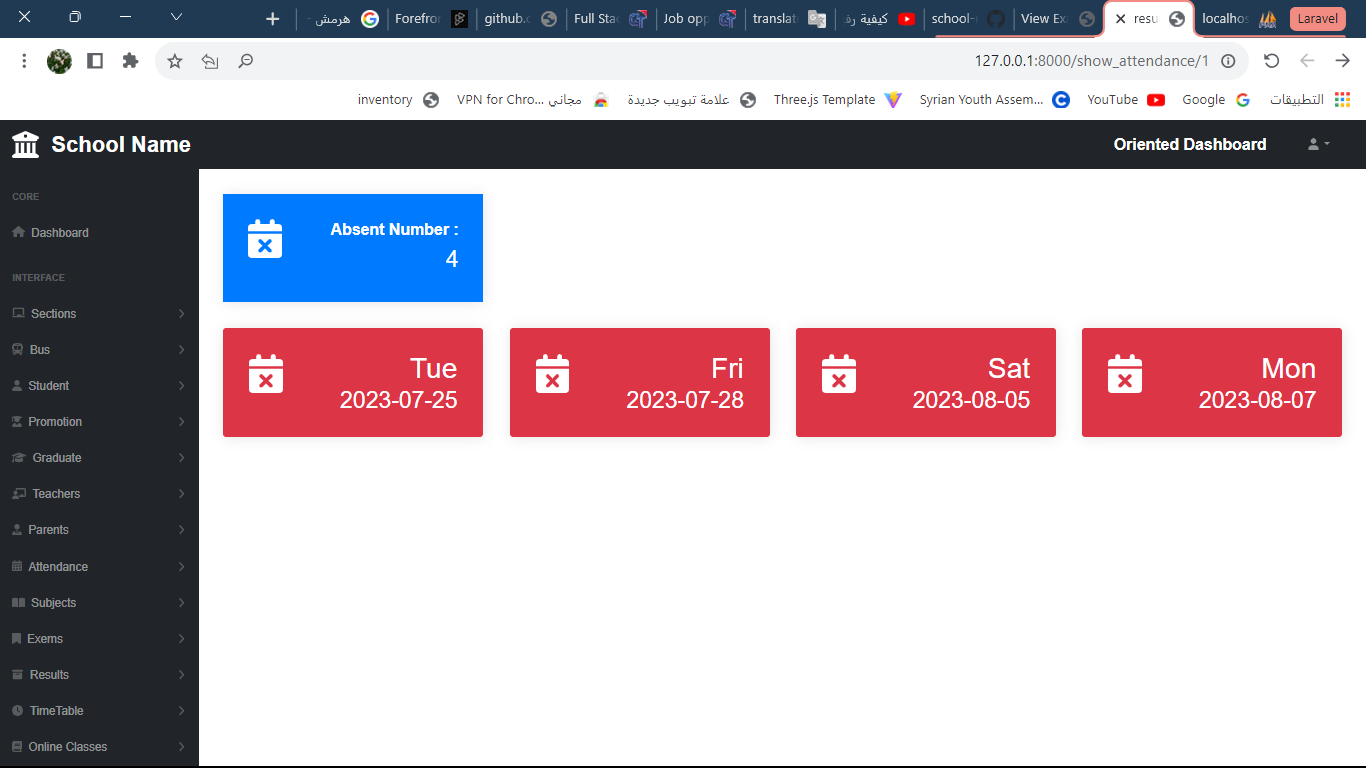 هرمش -
Forefror
github.c
Full Sta
Job opp
translat
كيفية رف
school-
View Ex
resu
localhos
Laravel
127.0.0.1:8000/show_attendance/1
inventory
VPN for Chro... مجاني
علامة تبويب جديدة
Three.js Template
Syrian Youth Assem...
YouTube
Google
التطبيقات
School Name
Oriented Dashboard
CORE
Dashboard
INTERFACE
Sections
Bus
Student
Promotion
Graduate
Teachers
Parents
Attendance
Subjects
Exems
Results
TimeTable
Online Classes
Absent Number :
4
Tue
2023-07-25
Fri
2023-07-28
Sat
2023-08-05
Mon
2023-08-07